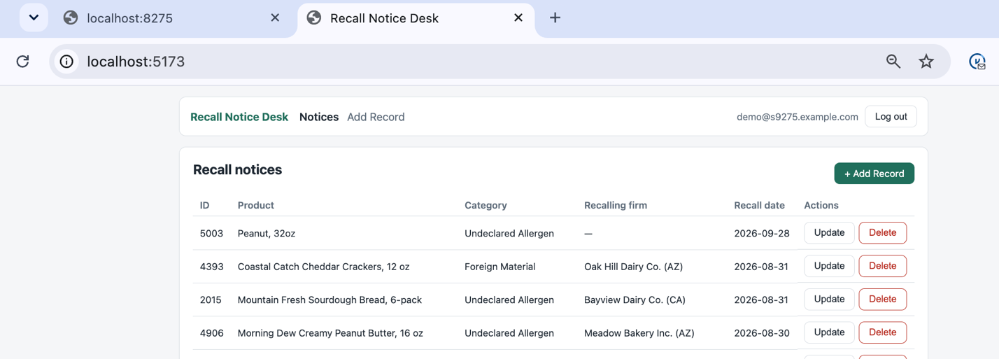 localhost:8275
Recall Notice Desk
localhost:5173
Recall Notice Desk Notices Add Record demo@s9275.example.com Log out
Recall notices
+ Add Record
ID Product Category Recalling firm Recall date Actions
5003 Peanut, 32oz Undeclared Allergen — 2026-09-28 Update Delete
4393 Coastal Catch Cheddar Crackers, 12 oz Foreign Material Oak Hill Dairy Co. (AZ) 2026-08-31 Update Delete
2015 Mountain Fresh Sourdough Bread, 6-pack Undeclared Allergen Bayview Dairy Co. (CA) 2026-08-31 Update Delete
4906 Morning Dew Creamy Peanut Butter, 16 oz Undeclared Allergen Meadow Bakery Inc. (AZ) 2026-08-30 Update Delete